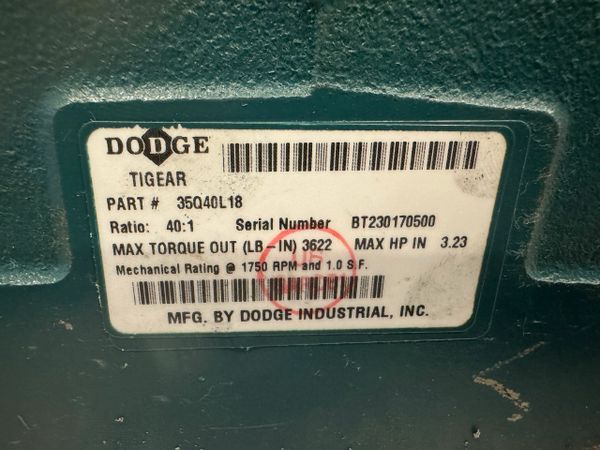 DODGE
TIGEAR
PART # 35Q40L18
Ratio: 40:1 Serial Number BT230170500
MAX TORQUE OUT (LB-IN) 3622 MAX HP IN 3.23
Mechanical Rating @ 1750 RPM and 1.0 S.F.
MFG. BY DODGE INDUSTRIAL, INC.